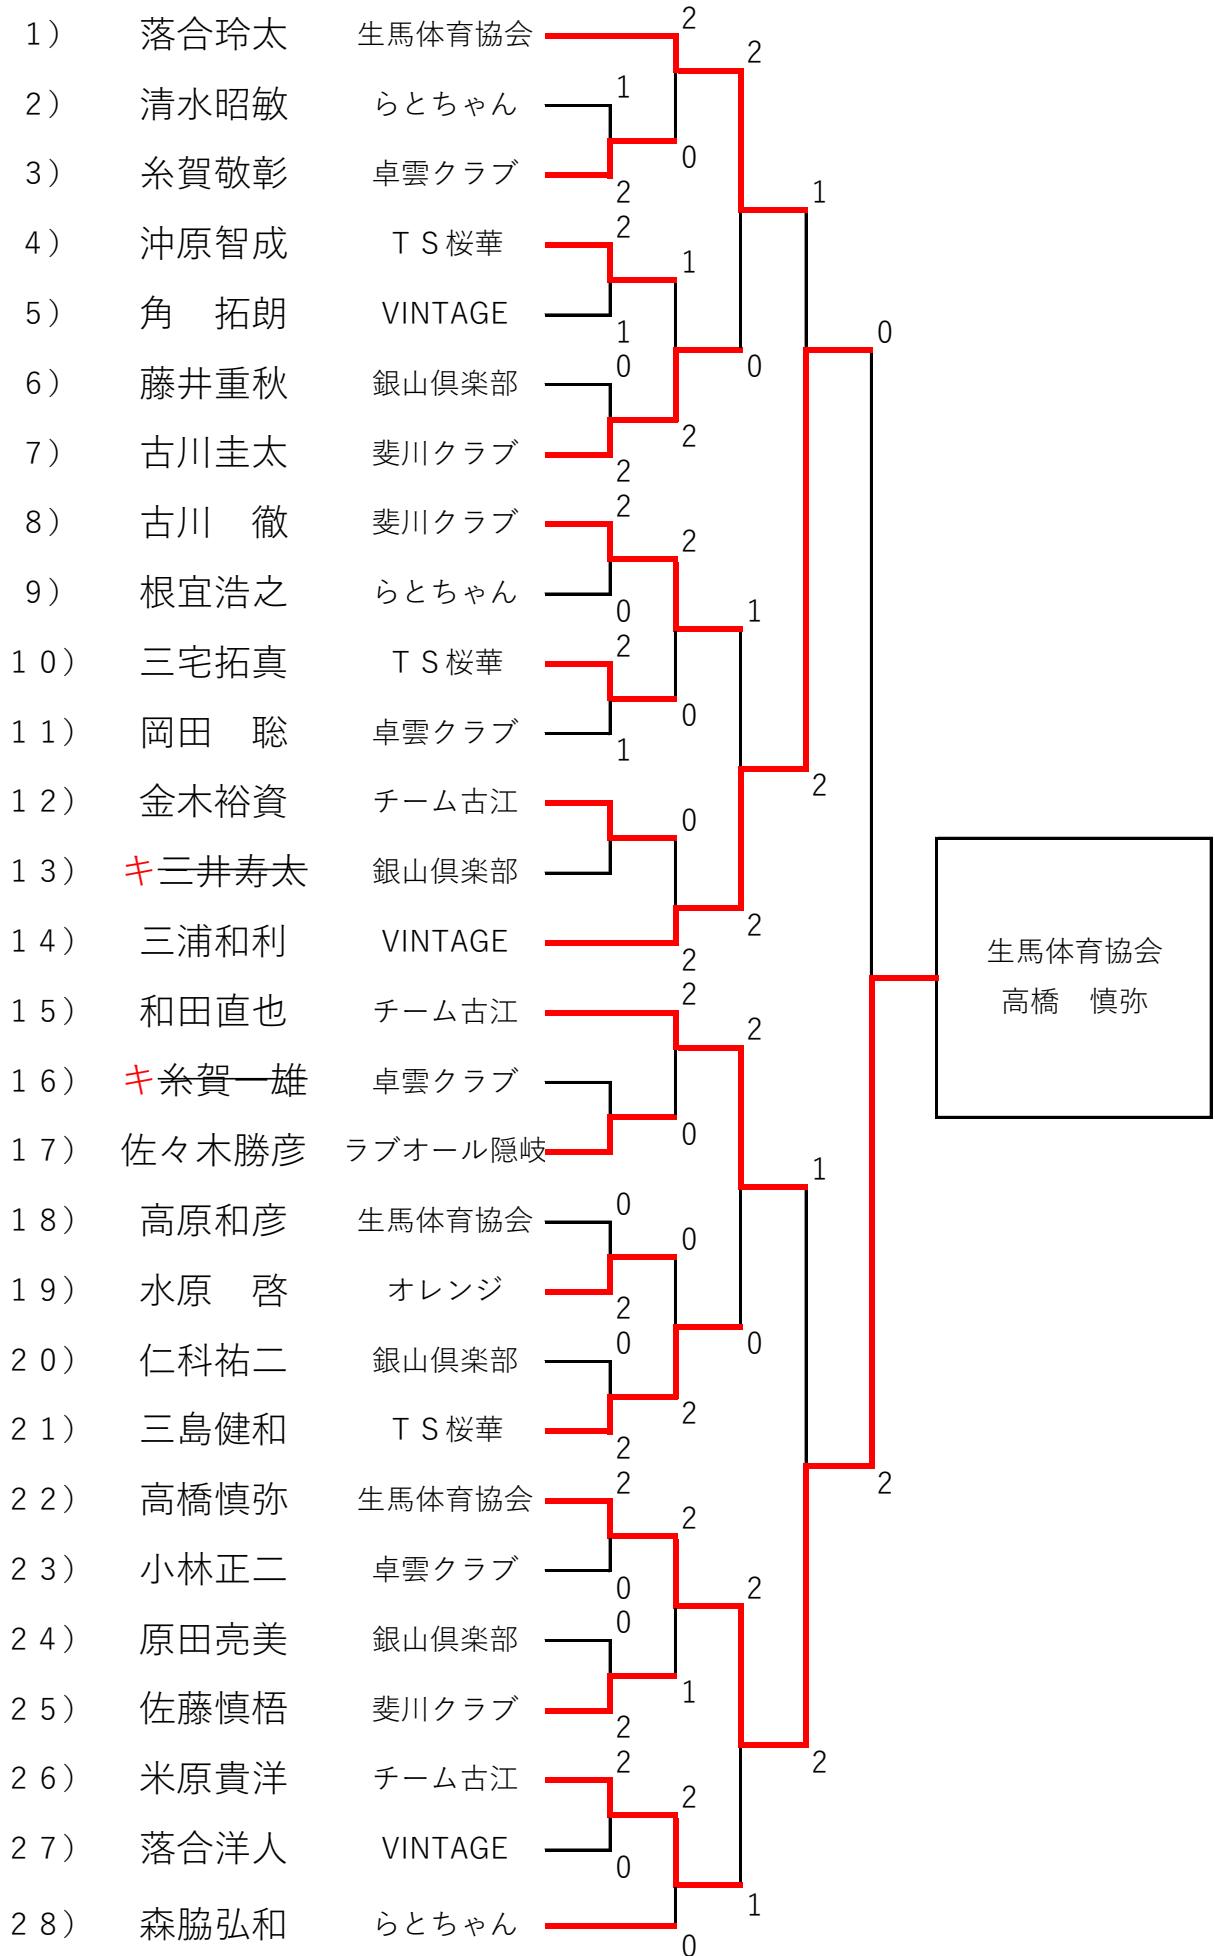 1） 落合玲太 生馬体育協会 2
2
2） 清水昭敏 らとちゃん 1
0
3） 糸賀敬彰 卓雲クラブ 2
1
4） 沖原智成 ＴＳ桜華 2
1
5） 角　拓朗 VINTAGE 1
0
6） 藤井重秋 銀山倶楽部 0
0
7） 古川圭太 斐川クラブ 2
2
8） 古川　徹 斐川クラブ 2
2
9） 根宜浩之 らとちゃん 0
1
10） 三宅拓真 ＴＳ桜華 2
0
11） 岡田　聡 卓雲クラブ 1
2
12） 金木裕資 チーム古江 0
13） キ 三井寿太 銀山倶楽部
2
14） 三浦和利 VINTAGE 2
生馬体育協会
高橋　慎弥
15） 和田直也 チーム古江 2
2
16） キ 糸賀一雄 卓雲クラブ
0
17） 佐々木勝彦 ラブオール隠岐
1
18） 高原和彦 生馬体育協会 0
0
19） 水原　啓 オレンジ 2
0
20） 仁科祐二 銀山倶楽部 0
2
21） 三島健和 ＴＳ桜華 2
2
22） 高橋慎弥 生馬体育協会 2
2
23） 小林正二 卓雲クラブ 0
2
24） 原田亮美 銀山倶楽部 0
1
25） 佐藤慎悟 斐川クラブ 2
2
26） 米原貴洋 チーム古江 2
2
27） 落合洋人 VINTAGE 0
1
28） 森脇弘和 らとちゃん 0